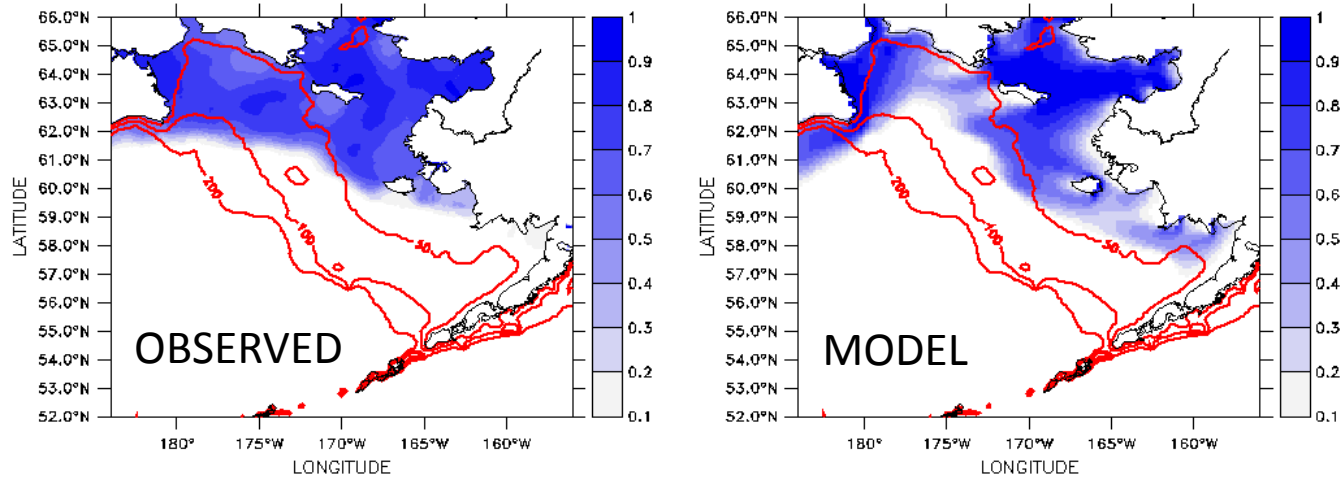 66.0°N
65.0°N
64.0°N
63.0°N
62.0°N
61.0°N
60.0°N
59.0°N
58.0°N
57.0°N
56.0°N
55.0°N
54.0°N
53.0°N
52.0°N
LATITUDE
180°
175°W
170°W
165°W
160°W
LONGITUDE
200
100
50
OBSERVED
1
0.9
0.8
0.7
0.6
0.5
0.4
0.3
0.2
0.1
66.0°N
65.0°N
64.0°N
63.0°N
62.0°N
61.0°N
60.0°N
59.0°N
58.0°N
57.0°N
56.0°N
55.0°N
54.0°N
53.0°N
52.0°N
LATITUDE
180°
175°W
170°W
165°W
160°W
LONGITUDE
200
100
50
MODEL
1
0.9
0.8
0.7
0.6
0.5
0.4
0.3
0.2
0.1